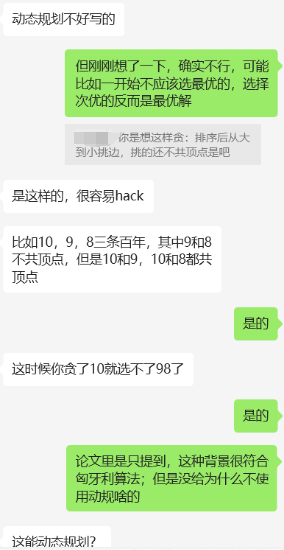 动态规划不好写的
但刚刚想了一下，确实不行，可能
比如一开始不应该选最优的，选择
次优的反而是最优解
你是想这样贪：排序后从大
到小挑边，挑的还不共顶点是吧
是这样的，很容易hack
比如10，9，8三条百年，其中9和8
不共顶点，但是10和9，10和8都共
顶点
是的
这时候你贪了10就选不了98了
是的
论文里是只提到，这种背景很符合
匈牙利算法；但是没给为什么不使
用动规啥的
这能动态规划？